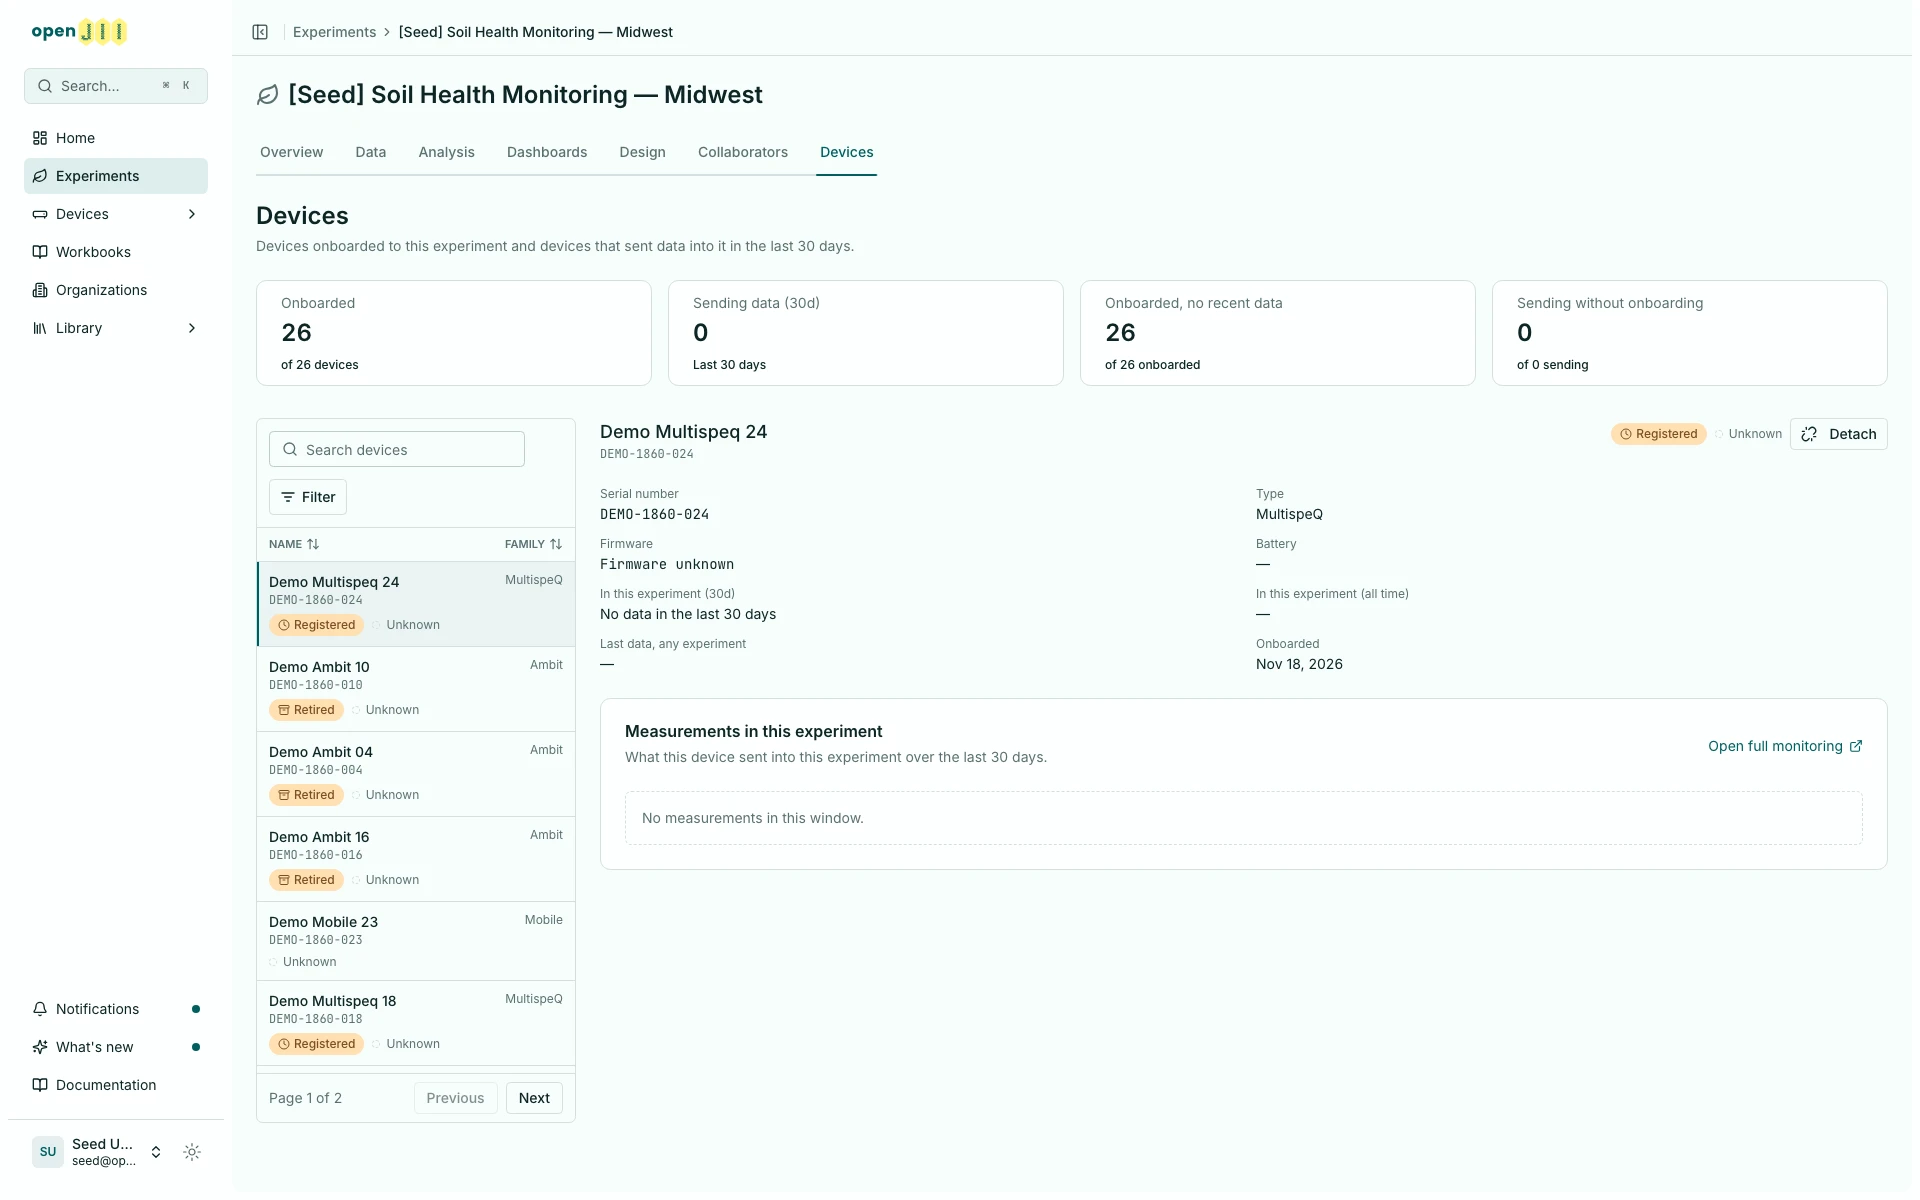 open JII
Search... ⌘ K
Home
Experiments
Devices
Workbooks
Organizations
Library
Notifications
What's new
Documentation
SU
Seed U...
seed@op...
Experiments > [Seed] Soil Health Monitoring — Midwest
[Seed] Soil Health Monitoring — Midwest
Overview Data Analysis Dashboards Design Collaborators Devices
Devices
Devices onboarded to this experiment and devices that sent data into it in the last 30 days.
Onboarded
26
of 26 devices
Sending data (30d)
0
Last 30 days
Onboarded, no recent data
26
of 26 onboarded
Sending without onboarding
0
of 0 sending
Search devices
Filter
NAME FAMILY
Demo Multispeq 24 MultispeQ
DEMO-1860-024
Registered Unknown
Demo Ambit 10 Ambit
DEMO-1860-010
Retired Unknown
Demo Ambit 04 Ambit
DEMO-1860-004
Retired Unknown
Demo Ambit 16 Ambit
DEMO-1860-016
Retired Unknown
Demo Mobile 23 Mobile
DEMO-1860-023
Unknown
Demo Multispeq 18 MultispeQ
DEMO-1860-018
Registered Unknown
Page 1 of 2 Previous Next
Demo Multispeq 24
DEMO-1860-024
Registered Unknown Detach
Serial number
DEMO-1860-024
Type
MultispeQ
Firmware
Firmware unknown
Battery
—
In this experiment (30d)
No data in the last 30 days
In this experiment (all time)
—
Last data, any experiment
—
Onboarded
Nov 18, 2026
Measurements in this experiment
What this device sent into this experiment over the last 30 days.
Open full monitoring
No measurements in this window.